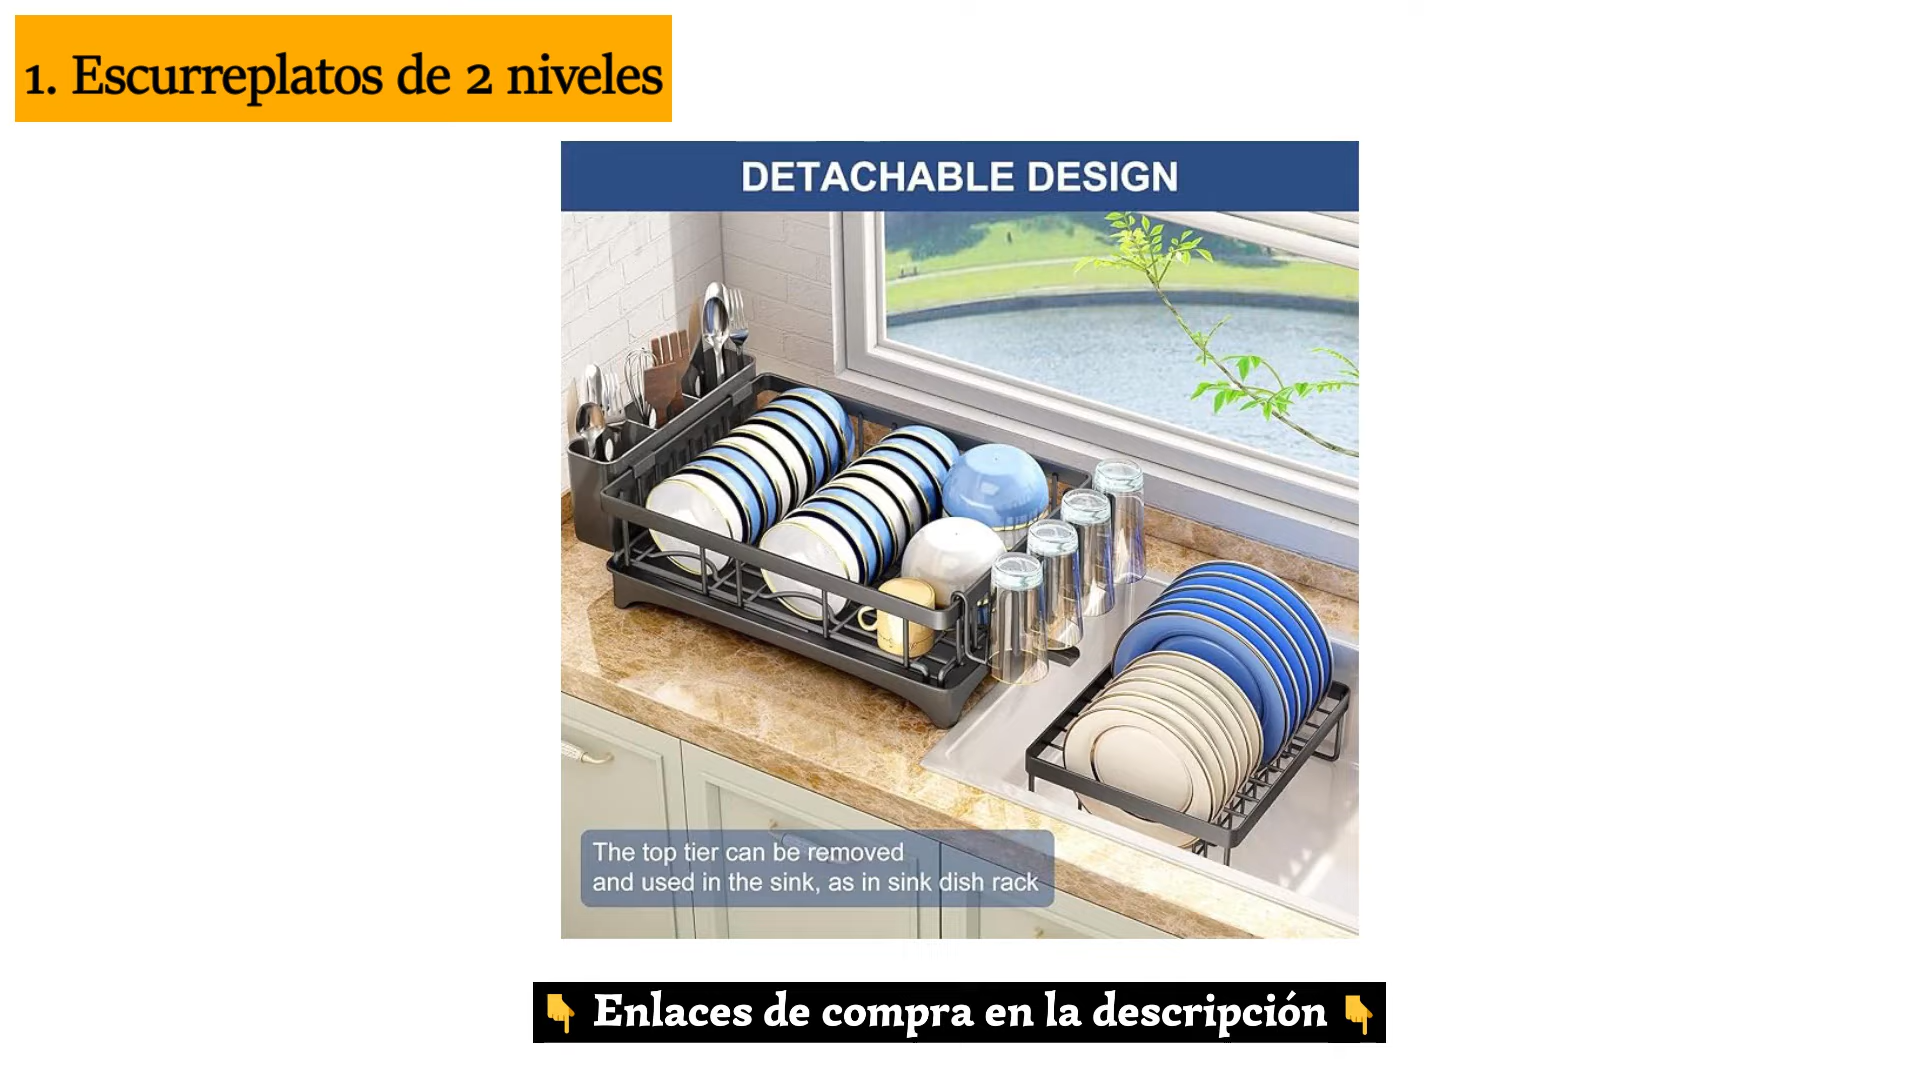 1. Escurreplatos de 2 niveles
DETACHABLE DESIGN
The top tier can be removed
and used in the sink, as in sink dish rack
👇 Enlaces de compra en la descripción 👇